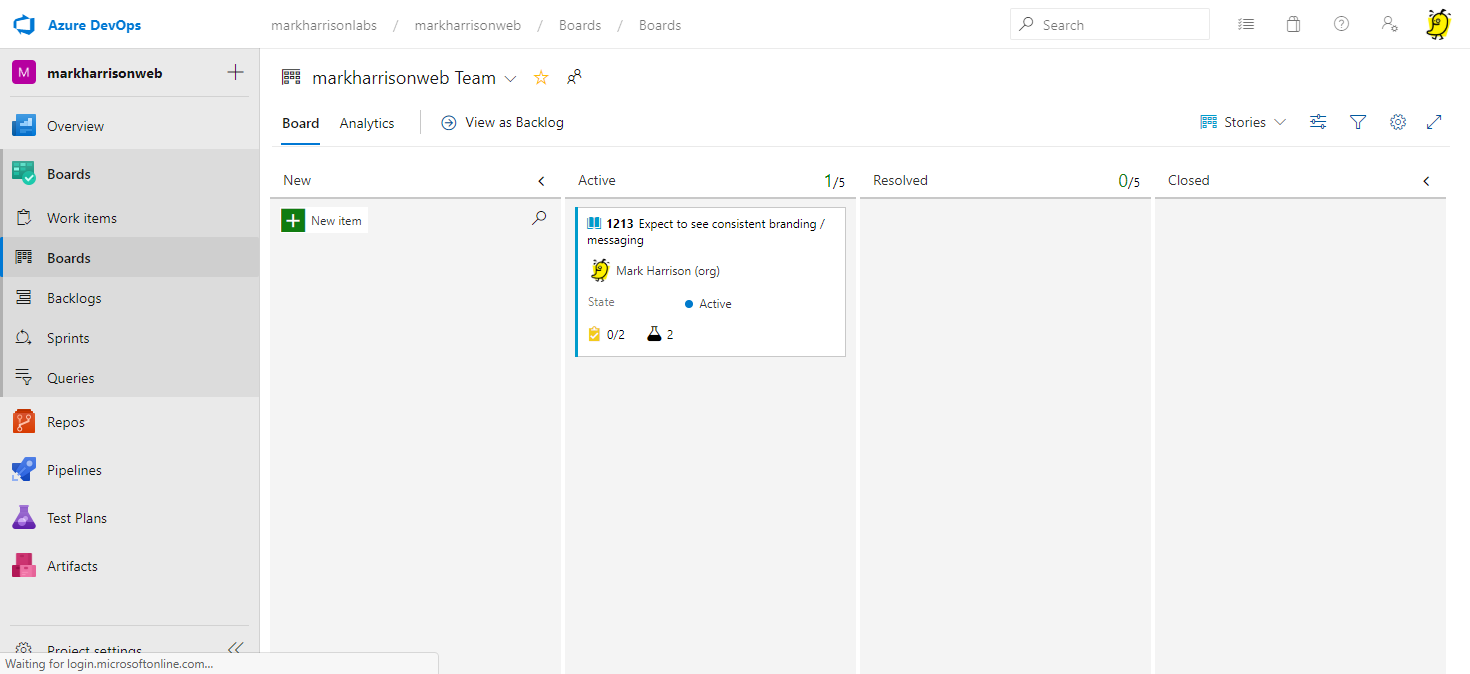 Azure DevOps
markharrisonlabs / markharrisonweb / Boards / Boards
Search
M markharrisonweb
Overview
Boards
Work items
Boards
Backlogs
Sprints
Queries
Repos
Pipelines
Test Plans
Artifacts
Project settings
Waiting for login.microsoftonline.com...
markharrisonweb Team
Board Analytics View as Backlog Stories
New
New item
Active 1/5
1213 Expect to see consistent branding /
messaging
Mark Harrison (org)
State Active
0/2 2
Resolved 0/5
Closed